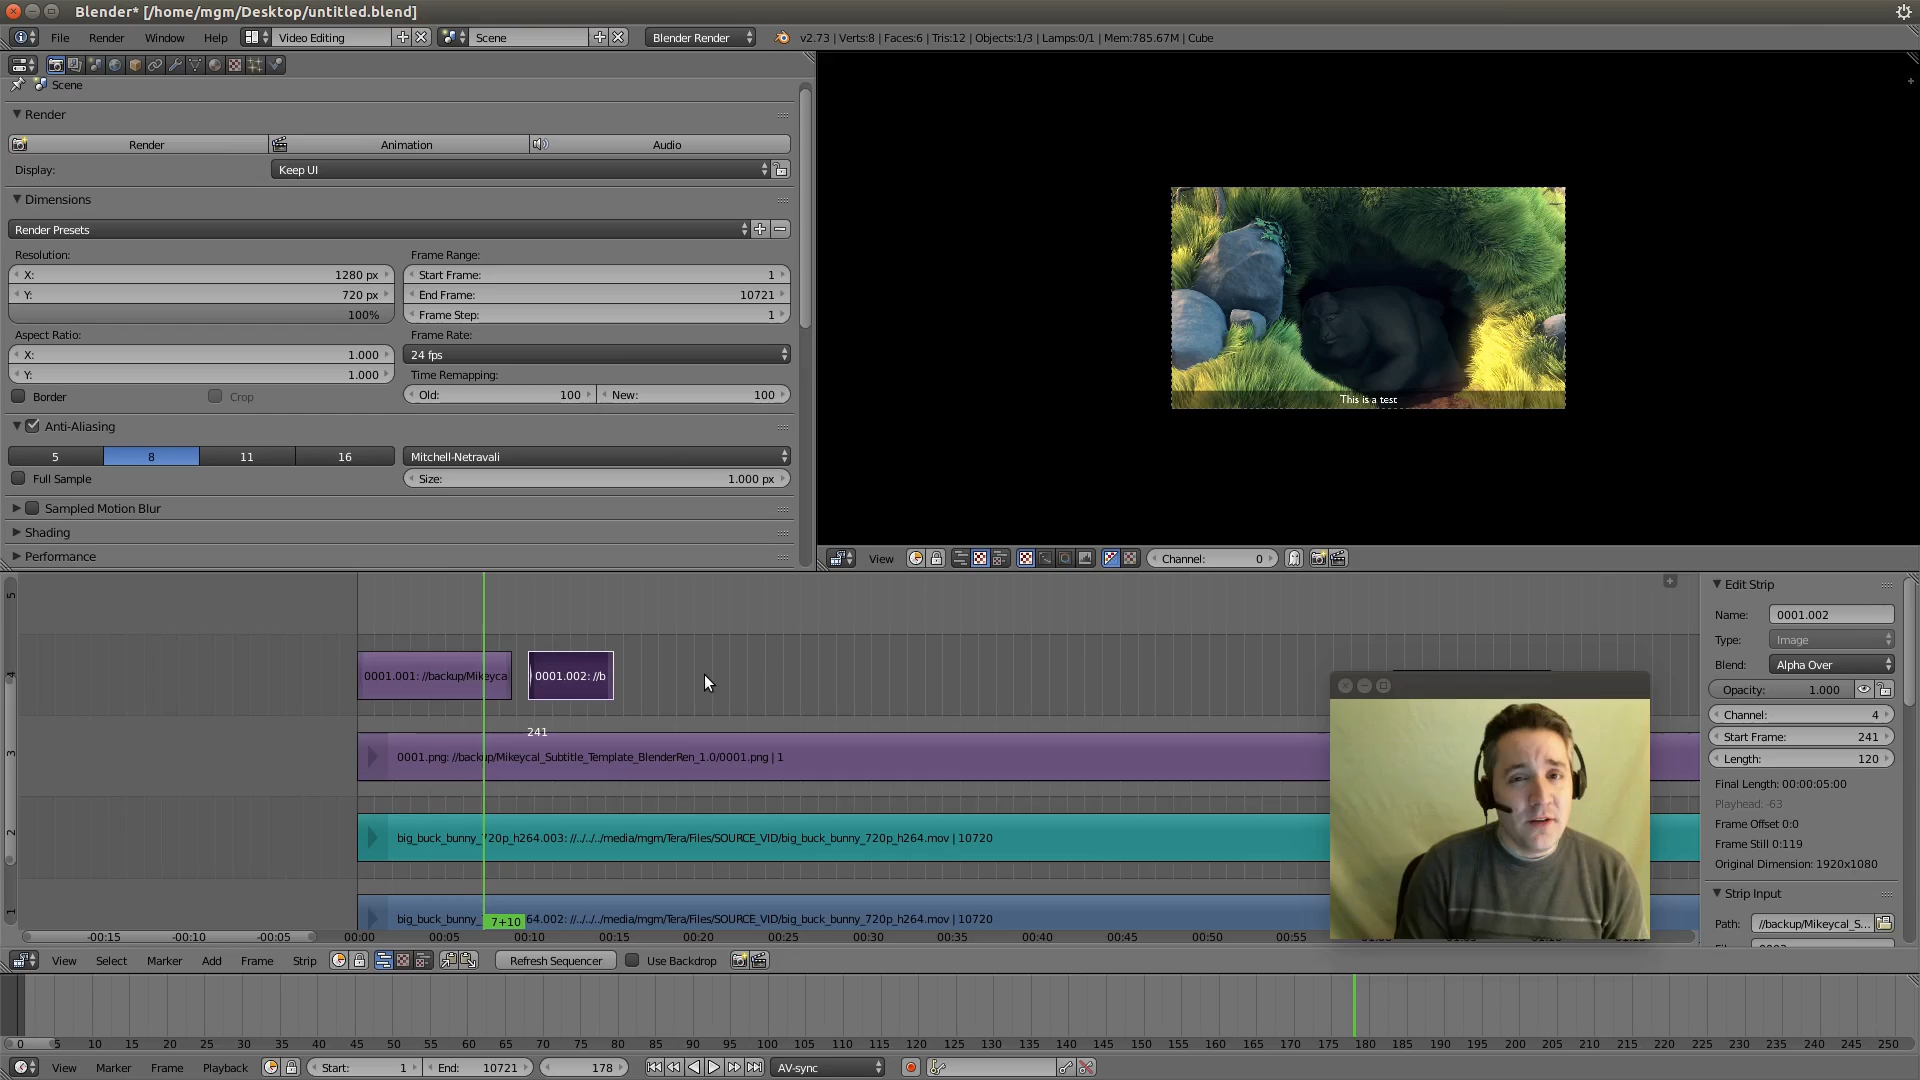 Blender* [/home/mgm/Desktop/untitled.blend]
File Render Window Help Video Editing Scene Blender Render v2.73 | Verts:8 | Faces:6 | Tris:12 | Objects:1/3 | Lamps:0/1 | Mem:785.67M | Cube
Scene
Render
Render Animation Audio
Display: Keep UI
Dimensions
Render Presets
Resolution: Frame Range:
X: 1280 px Start Frame: 1
Y: 720 px End Frame: 10721
100% Frame Step: 1
Aspect Ratio: Frame Rate:
X: 1.000 24 fps
Y: 1.000 Time Remapping:
Border Crop Old: 100 New: 100
Anti-Aliasing
5 8 11 16 Mitchell-Netravali
Full Sample Size: 1.000 px
Sampled Motion Blur
Shading
Performance
This is a test
View Channel: 0
5
4
3
2
1
0001.001: //backup/Mikeyca 0001.002: //b
241
0001.png: //backup/Mikeycal_Subtitle_Template_BlenderRen_1.0/0001.png | 1
big_buck_bunny_720p_h264.003: //../../../media/mgm/Tera/Files/SOURCE_VID/big_buck_bunny_720p_h264.mov | 10720
big_buck_bunny_ 64.002: //../../../media/mgm/Tera/Files/SOURCE_VID/big_buck_bunny_720p_h264.mov | 10720
7+10
-00:15 -00:10 -00:05 00:00 00:05 00:10 00:15 00:20 00:25 00:30 00:35 00:40 00:45 00:50 00:55
Edit Strip
Name: 0001.002
Type: Image
Blend: Alpha Over
Opacity: 1.000
Channel: 4
Start Frame: 241
Length: 120
Final Length: 00:00:05:00
Playhead: -63
Frame Offset 0:0
Frame Still 0:119
Original Dimension: 1920x1080
Strip Input
Path: //backup/Mikeycal_S...
View Select Marker Add Frame Strip Refresh Sequencer Use Backdrop
0 5 10 15 20 25 30 35 40 45 50 55 60 65 70 75 80 85 90 95 100 105 110 115 120 125 130 135 140 145 150 155 160 165 170 175 180 185 190 195 200 205 210 215 220 225 230 235 240 245 250
View Marker Frame Playback Start: 1 End: 10721 178 AV-sync